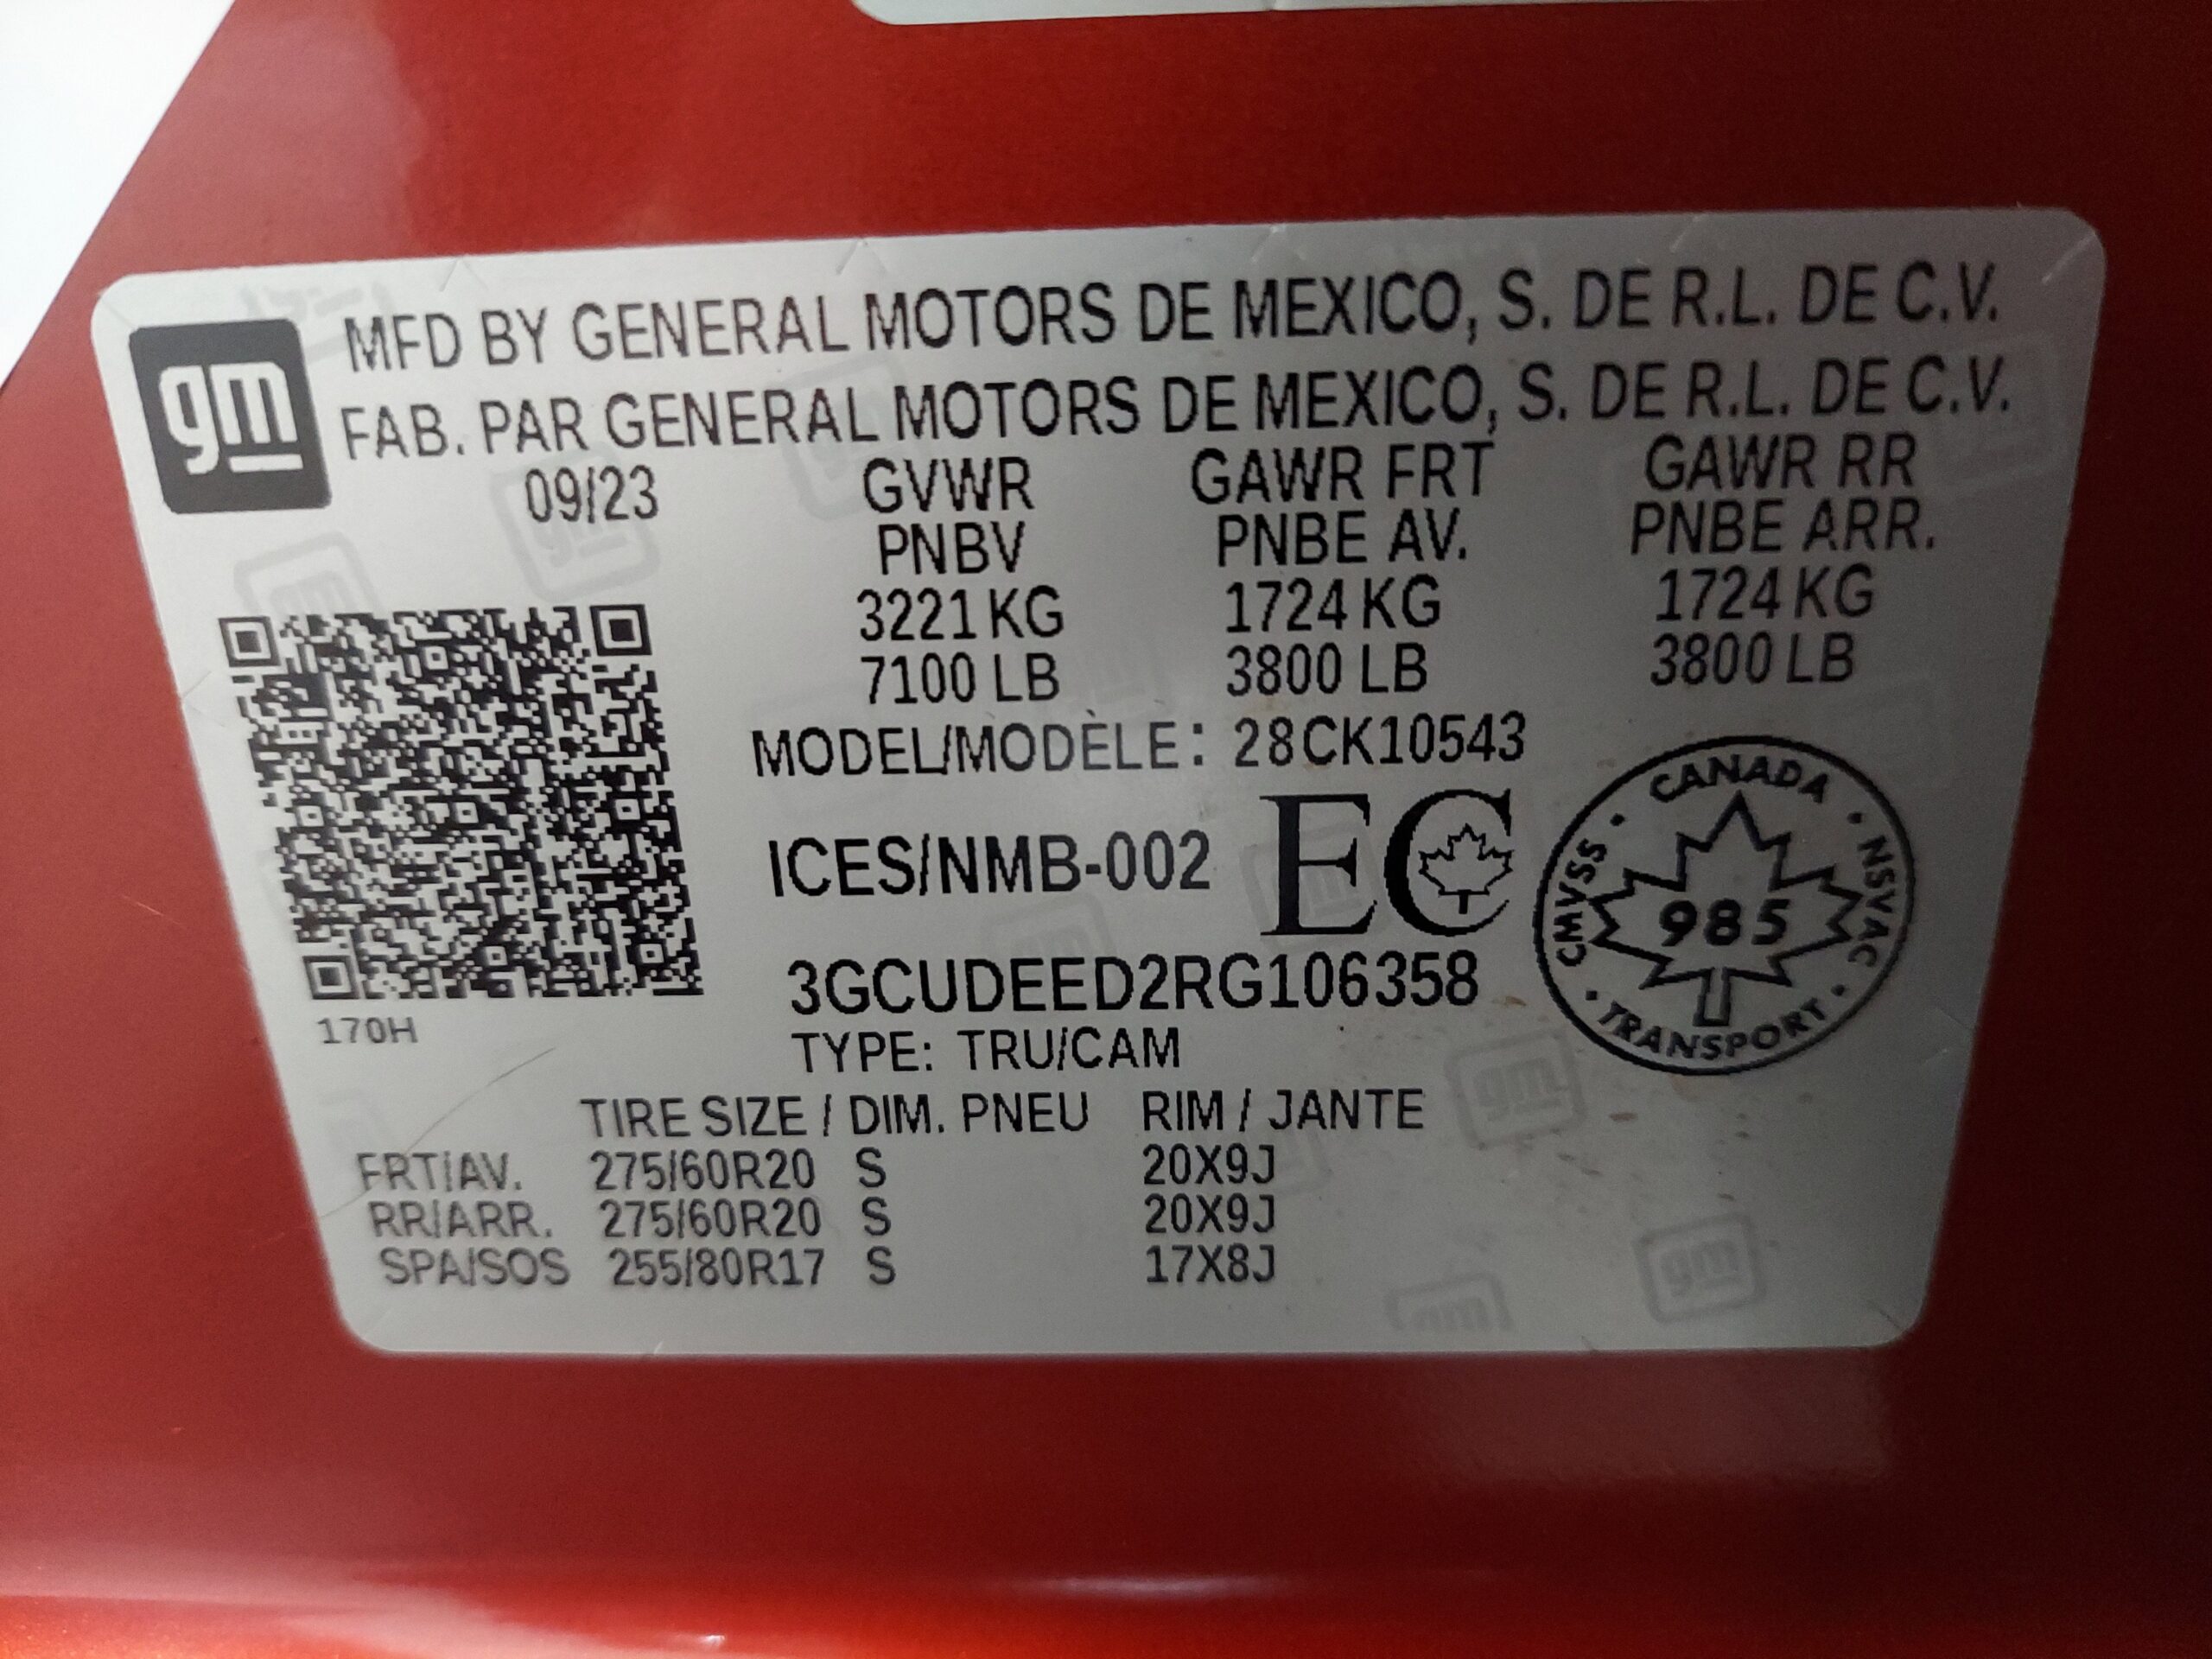 gm
MFD BY GENERAL MOTORS DE MEXICO, S. DE R.L. DE C.V.
FAB. PAR GENERAL MOTORS DE MEXICO, S. DE R.L. DE C.V.
09/23 GVWR GAWR FRT GAWR RR
PNBV PNBE AV. PNBE ARR.
3221 KG 1724 KG 1724 KG
7100 LB 3800 LB 3800 LB
MODEL/MODÈLE: 28CK10543
ICES/NMB-002 EC
CANADA · NSVAC · TRANSPORT · CMVSS ·
985
3GCUDEED2RG106358
170H
TYPE: TRU/CAM
TIRE SIZE / DIM. PNEU RIM / JANTE
FRT/AV. 275/60R20 S 20X9J
RR/ARR. 275/60R20 S 20X9J
SPA/SOS 255/80R17 S 17X8J